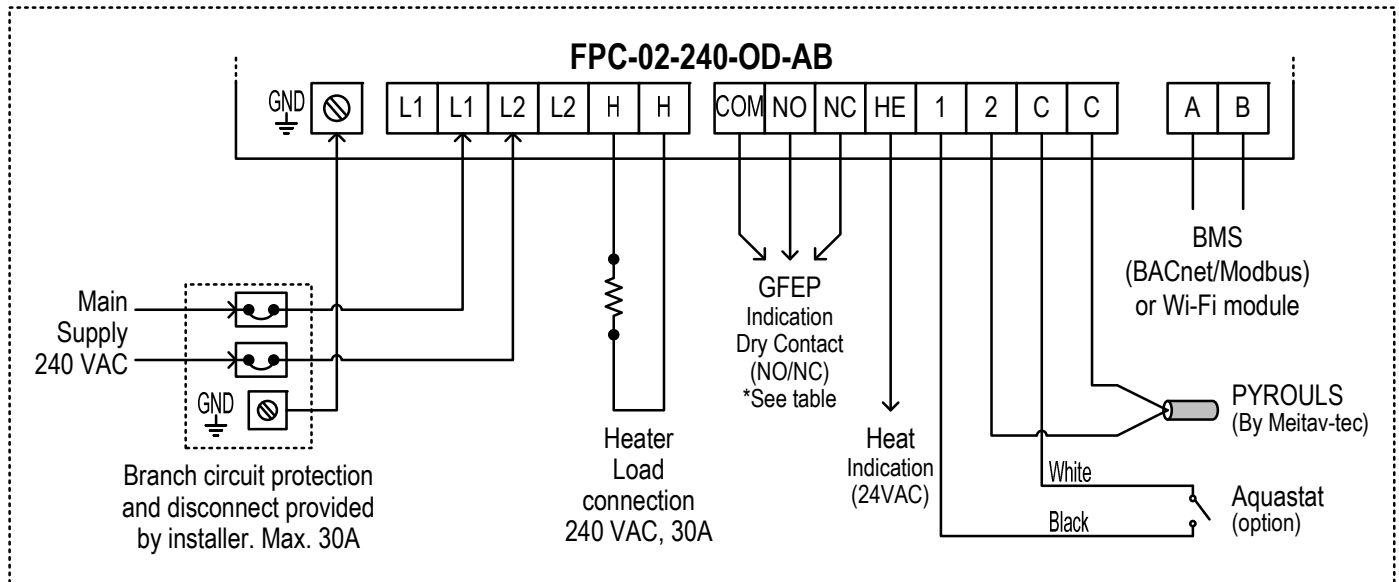 FPC-02-240-OD-AB
GND
L1 L1 L2 L2 H H COM NO NC HE 1 2 C C A B
Main
Supply
240 VAC
GND
Branch circuit protection
and disconnect provided
by installer. Max. 30A
Heater
Load
connection
240 VAC, 30A
GFEP
Indication
Dry Contact
(NO/NC)
*See table
Heat
Indication
(24VAC)
BMS
(BACnet/Modbus)
or Wi-Fi module
PYROULS
(By Meitav-tec)
White
Black
Aquastat
(option)